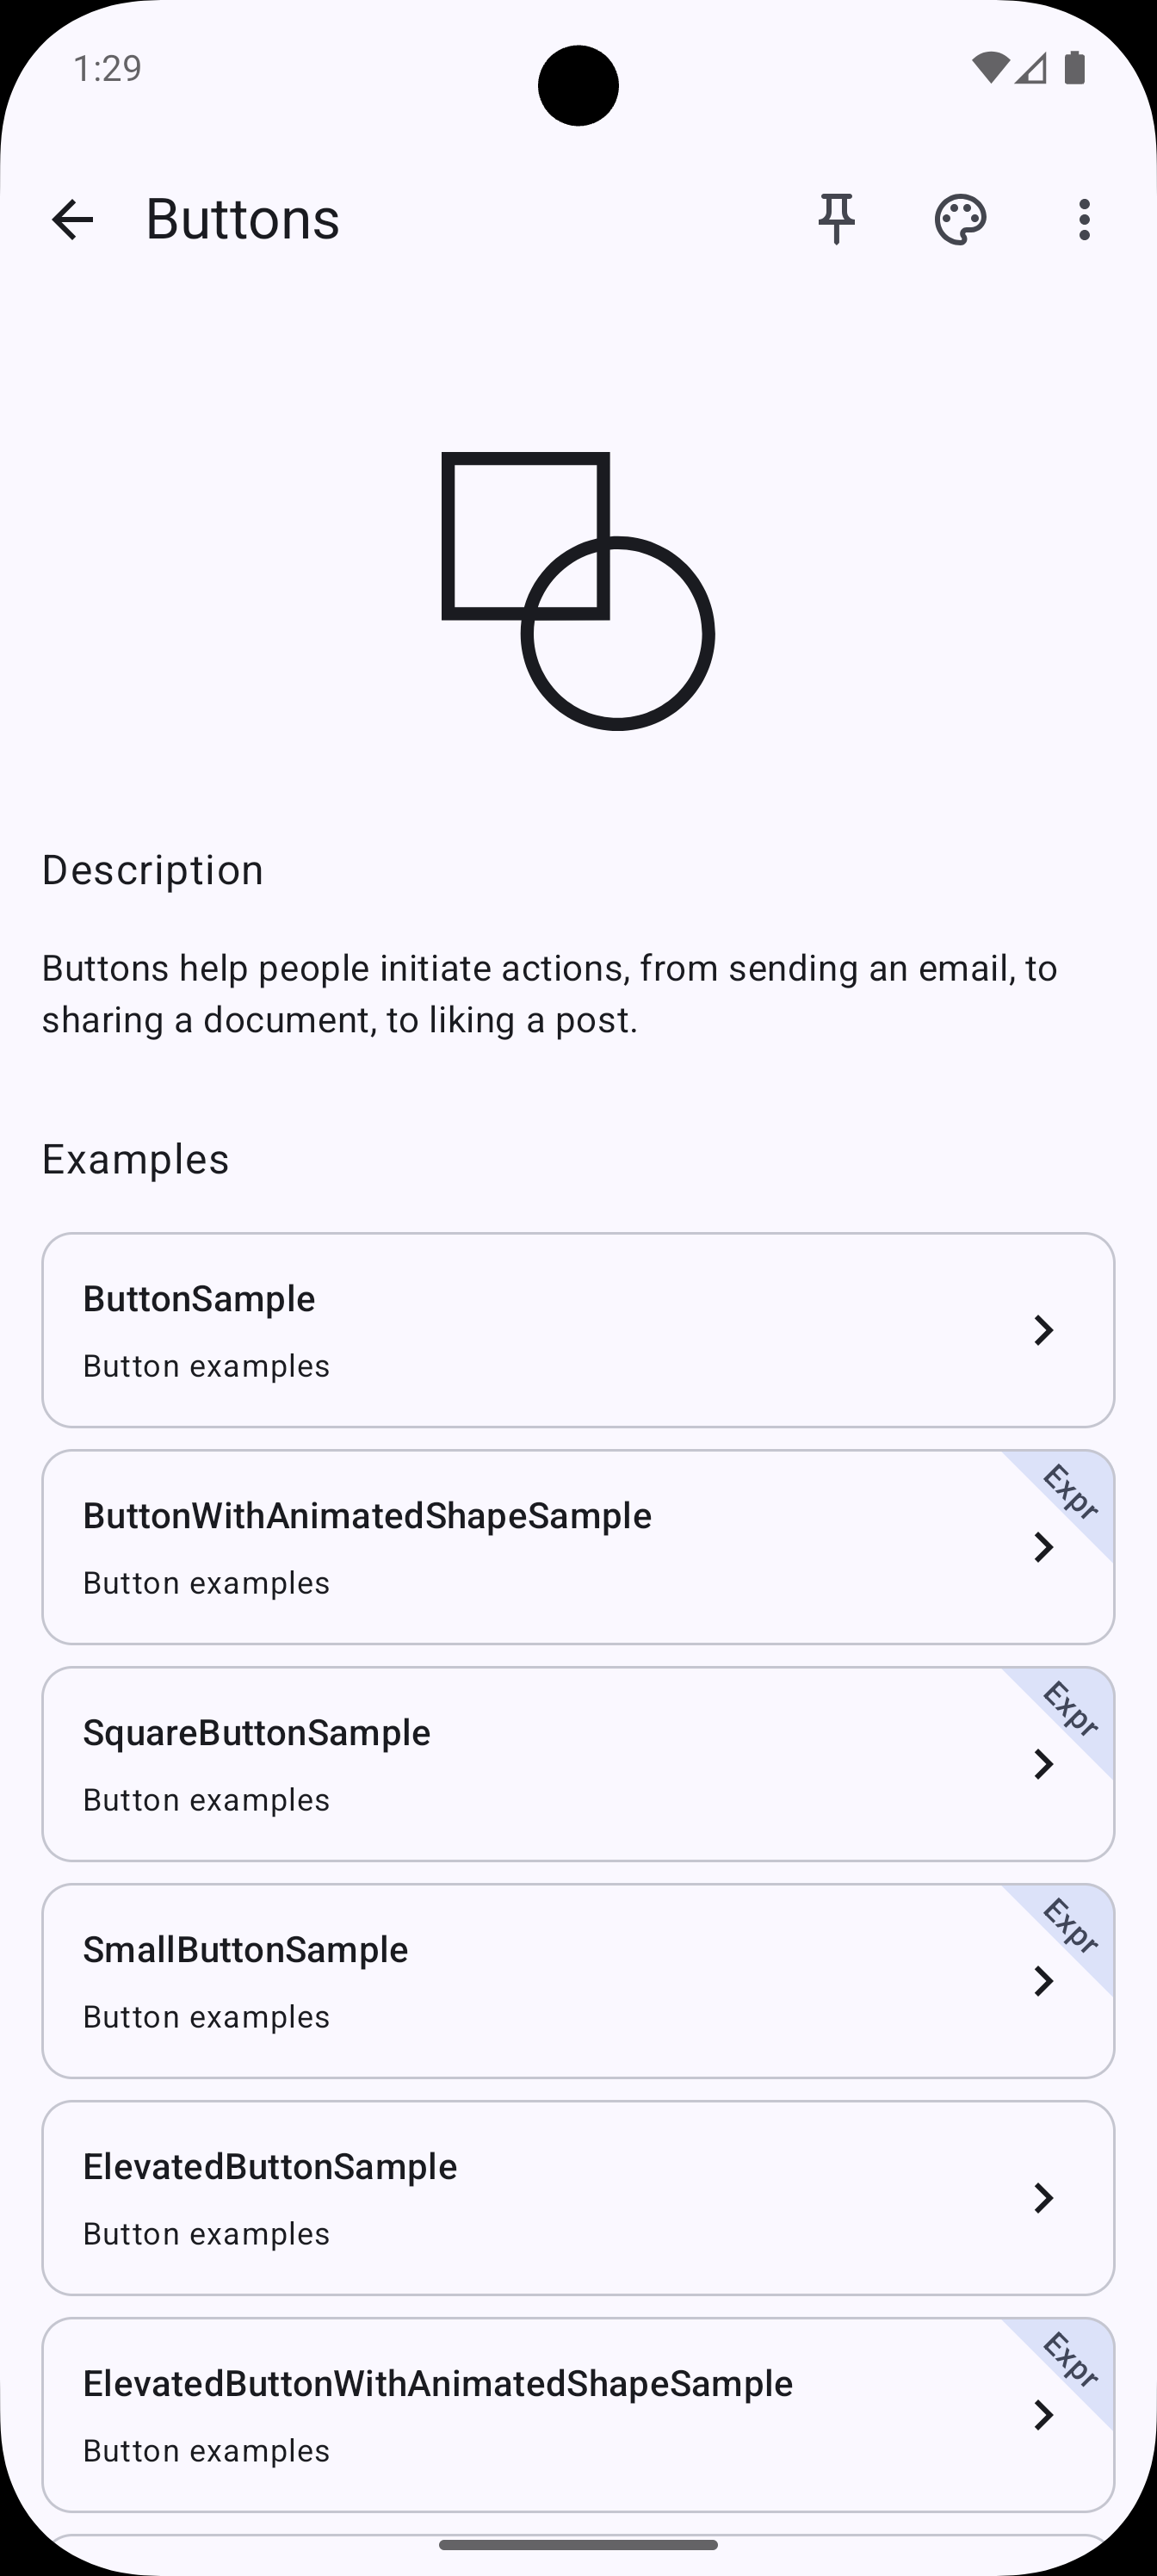 1:29
Buttons
Description
Buttons help people initiate actions, from sending an email, to
sharing a document, to liking a post.
Examples
ButtonSample
Button examples
Expr
ButtonWithAnimatedShapeSample
Button examples
Expr
SquareButtonSample
Button examples
Expr
SmallButtonSample
Button examples
ElevatedButtonSample
Button examples
Expr
ElevatedButtonWithAnimatedShapeSample
Button examples